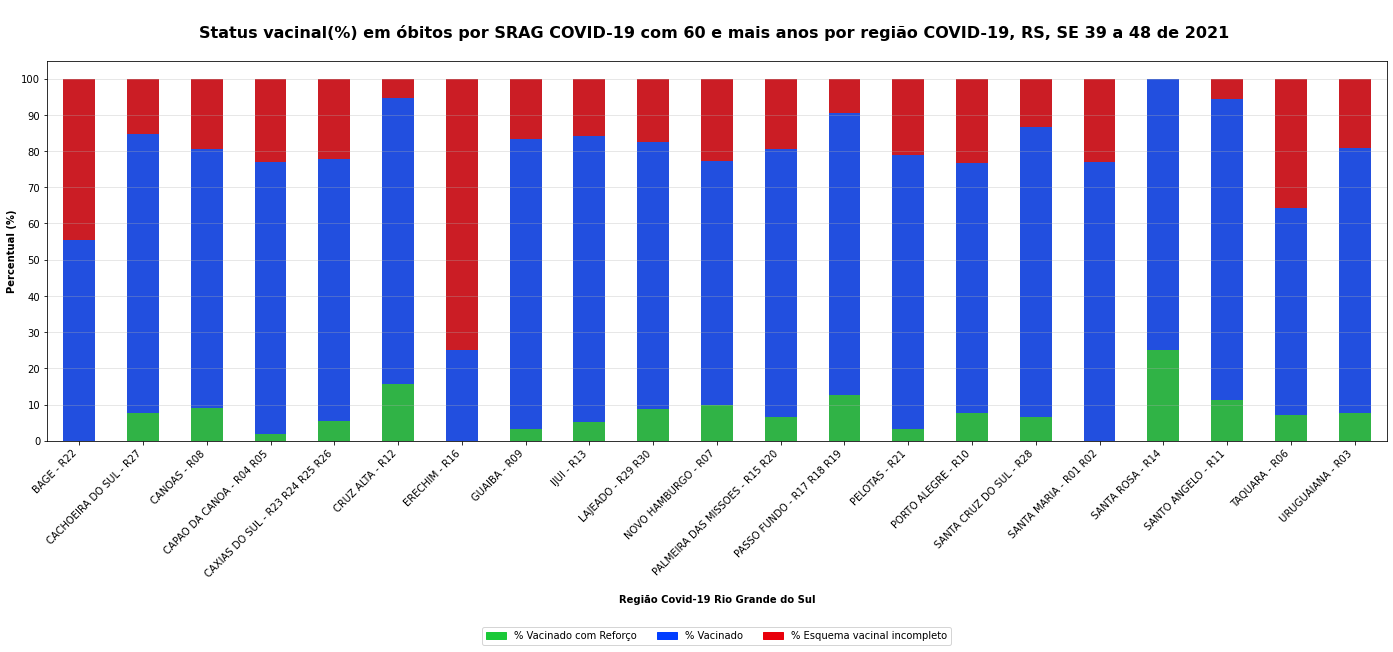 Status vacinal(%) em óbitos por SRAG COVID-19 com 60 e mais anos por região COVID-19, RS, SE 39 a 48 de 2021
Percentual (%)
100
90
80
70
60
50
40
30
20
10
0
BAGE - R22
CACHOEIRA DO SUL - R27
CANOAS - R08
CAPAO DA CANOA - R04 R05
CAXIAS DO SUL - R23 R24 R25 R26
CRUZ ALTA - R12
ERECHIM - R16
GUAIBA - R09
IJUI - R13
LAJEADO - R29 R30
NOVO HAMBURGO - R07
PALMEIRA DAS MISSOES - R15 R20
PASSO FUNDO - R17 R18 R19
PELOTAS - R21
PORTO ALEGRE - R10
SANTA CRUZ DO SUL - R28
SANTA MARIA - R01 R02
SANTA ROSA - R14
SANTO ANGELO - R11
TAQUARA - R06
URUGUAIANA - R03
Região Covid-19 Rio Grande do Sul
% Vacinado com Reforço
% Vacinado
% Esquema vacinal incompleto